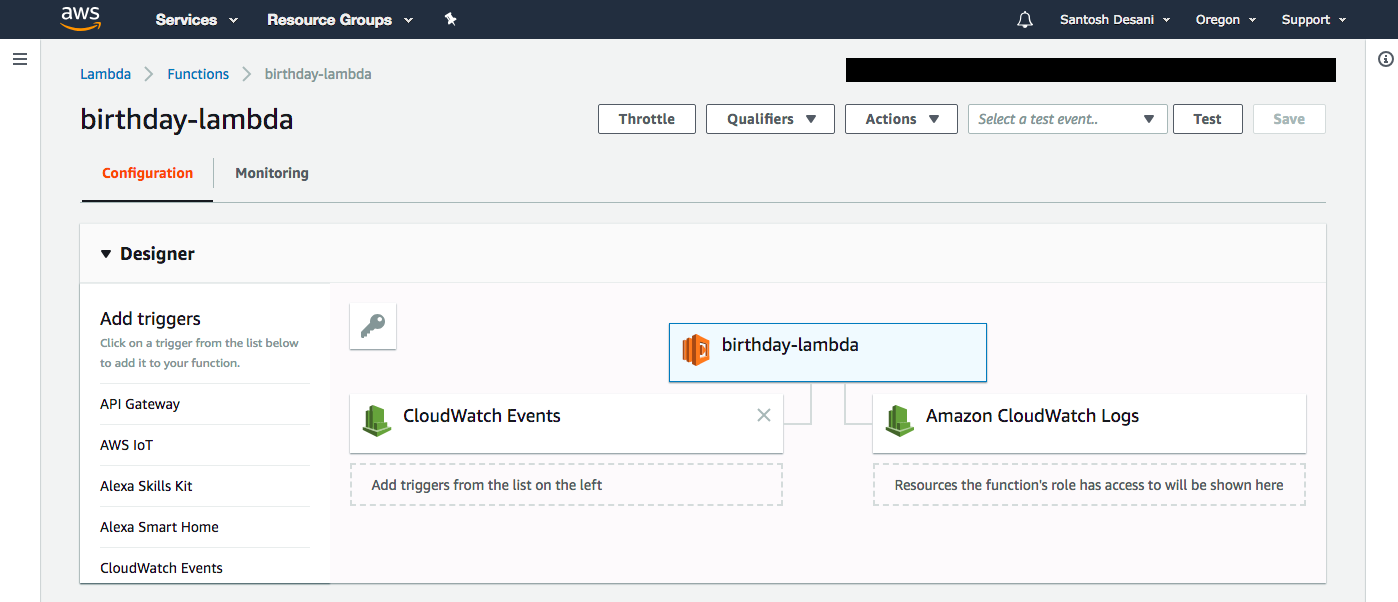 aws Services Resource Groups Santosh Desani Oregon Support
Lambda Functions birthday-lambda
birthday-lambda
Throttle Qualifiers Actions Select a test event.. Test Save
Configuration Monitoring
Designer
Add triggers
Click on a trigger from the list below
to add it to your function.
API Gateway
AWS IoT
Alexa Skills Kit
Alexa Smart Home
CloudWatch Events
birthday-lambda
CloudWatch Events
Amazon CloudWatch Logs
Add triggers from the list on the left
Resources the function's role has access to will be shown here